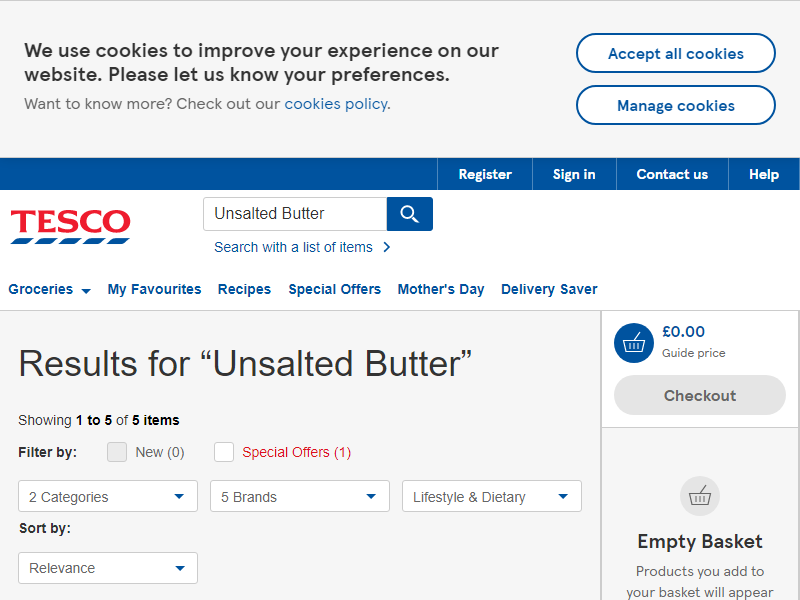 We use cookies to improve your experience on our
website. Please let us know your preferences.
Want to know more? Check out our cookies policy.
Accept all cookies
Manage cookies
Register
Sign in
Contact us
Help
TESCO
Unsalted Butter
Search with a list of items
Groceries
My Favourites
Recipes
Special Offers
Mother's Day
Delivery Saver
£0.00
Guide price
Checkout
Results for “Unsalted Butter”
Showing 1 to 5 of 5 items
Filter by:
New (0)
Special Offers (1)
2 Categories
5 Brands
Lifestyle & Dietary
Sort by:
Relevance
Empty Basket
Products you add to
your basket will appear